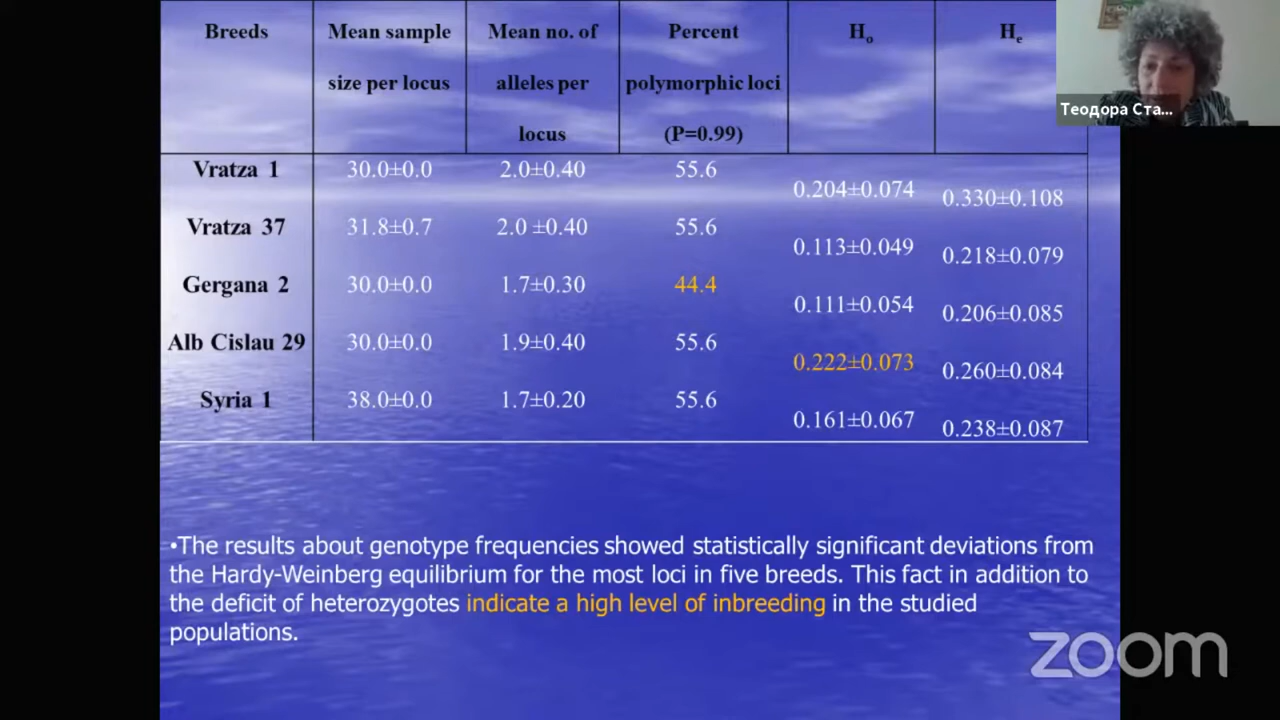 Breeds Mean sample size per locus Mean no. of alleles per locus Percent polymorphic loci (P=0.99) Ho He
Vratza 1 30.0±0.0 2.0±0.40 55.6 0.204±0.074 0.330±0.108
Vratza 37 31.8±0.7 2.0 ±0.40 55.6 0.113±0.049 0.218±0.079
Gergana 2 30.0±0.0 1.7±0.30 44.4 0.111±0.054 0.206±0.085
Alb Cislau 29 30.0±0.0 1.9±0.40 55.6 0.222±0.073 0.260±0.084
Syria 1 38.0±0.0 1.7±0.20 55.6 0.161±0.067 0.238±0.087
•The results about genotype frequencies showed statistically significant deviations from
the Hardy-Weinberg equilibrium for the most loci in five breeds. This fact in addition to
the deficit of heterozygotes indicate a high level of inbreeding in the studied
populations.
Теодора Ста...
zoom